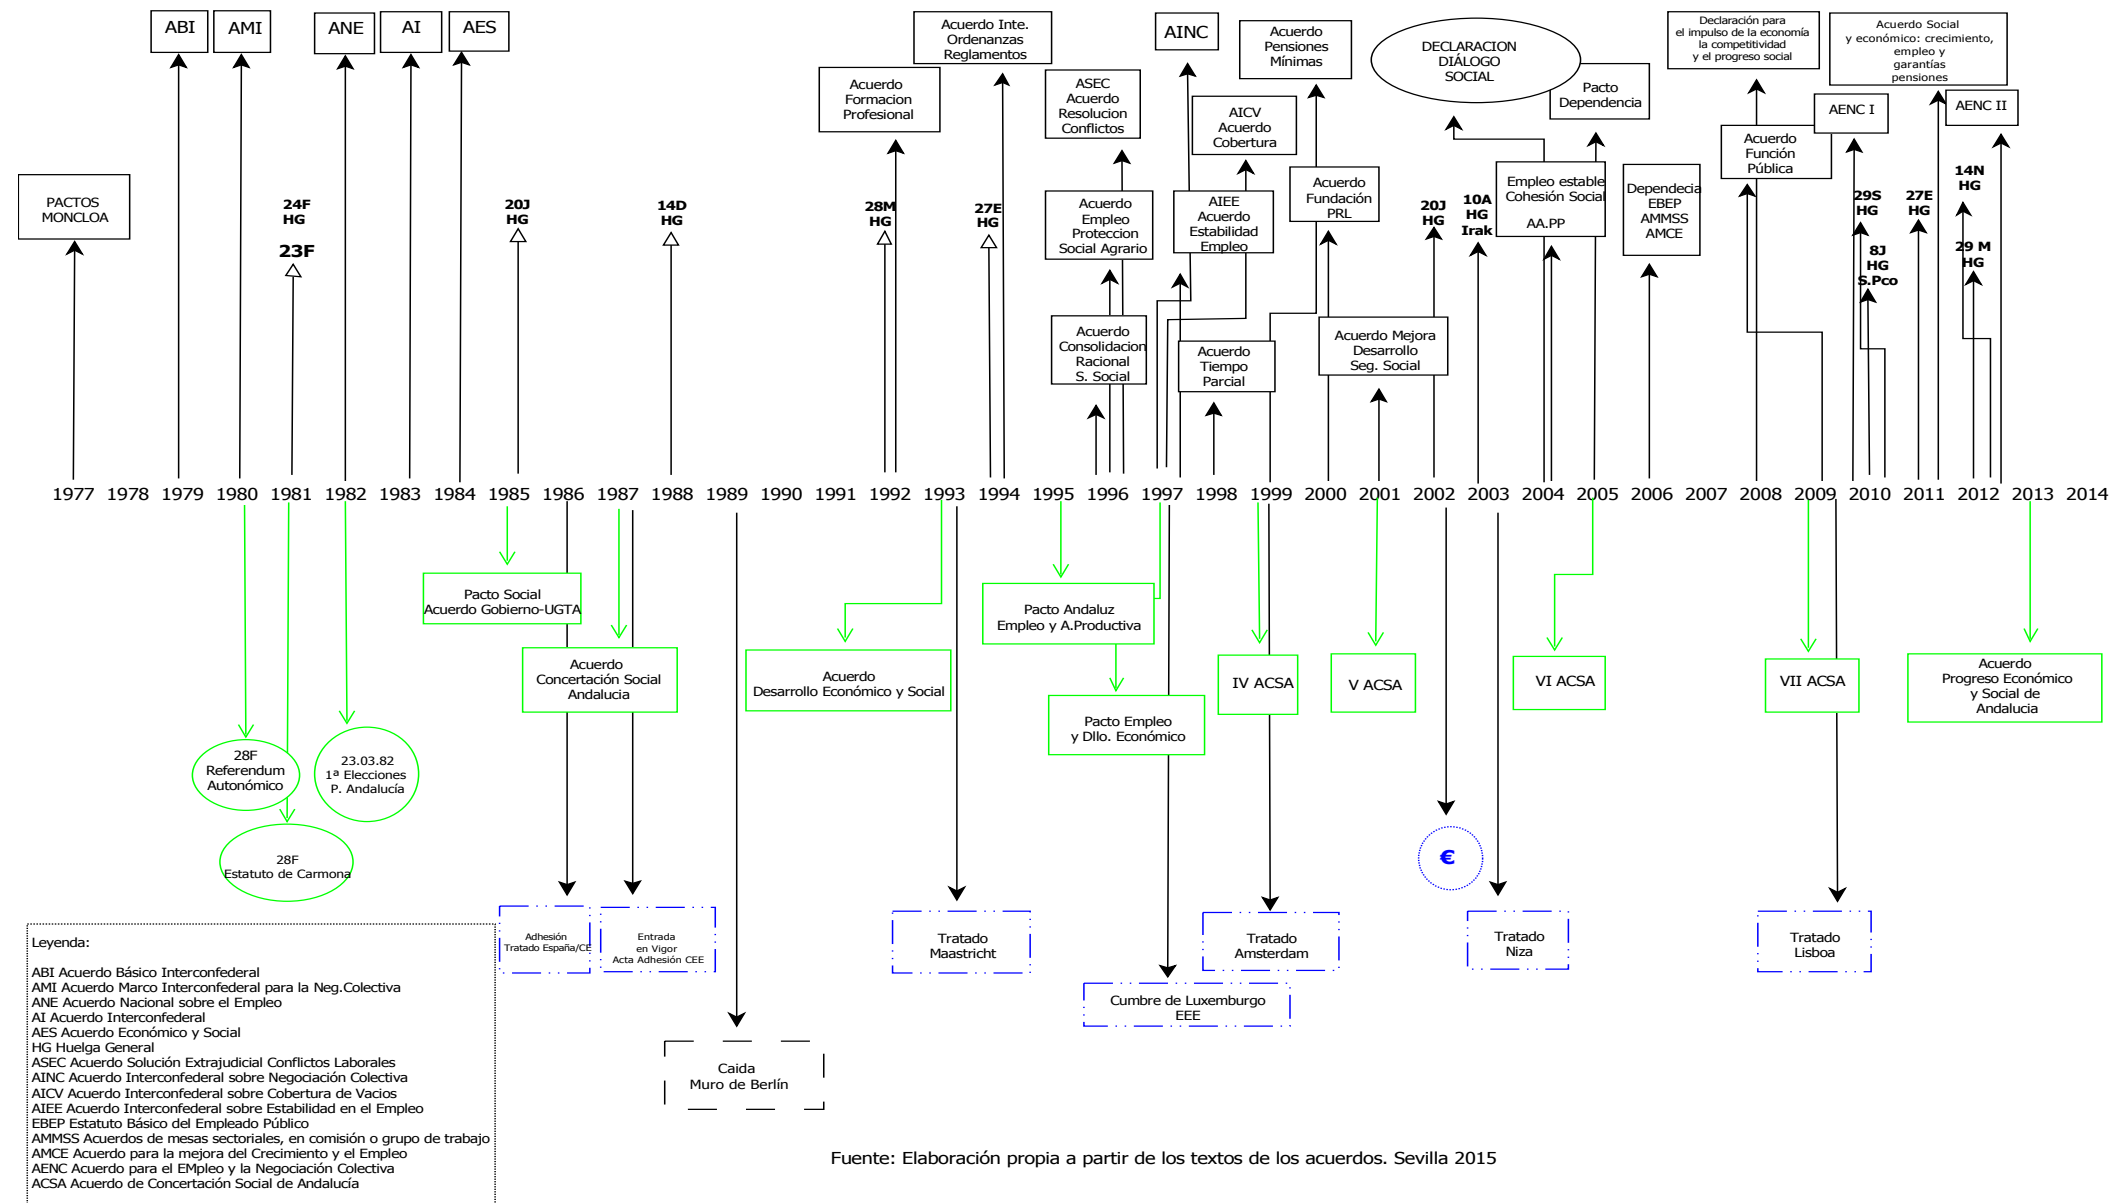 ABI
AMI
ANE
AI
AES
Acuerdo Inte.
Ordenanzas
Reglamentos
AINC
Acuerdo
Pensiones
Mínimas
DECLARACION
DIÁLOGO
SOCIAL
Declaración para
el impulso de la economía
la competitividad
y el progreso social
Acuerdo Social
y económico: crecimiento,
empleo y
garantías
pensiones
Acuerdo
Formacion
Profesional
ASEC
Acuerdo
Resolucion
Conflictos
AICV
Acuerdo
Cobertura
Pacto
Dependencia
AENC I
AENC II
Acuerdo
Función
Pública
PACTOS
MONCLOA
24F
HG
23F
20J
HG
14D
HG
28M
HG
27E
HG
Acuerdo
Empleo
Proteccion
Social Agrario
AIEE
Acuerdo
Estabilidad
Empleo
Acuerdo
Fundación
PRL
20J
HG
10A
HG
Irak
Empleo estable
Cohesión Social
AA.PP
Dependecia
EBEP
AMMSS
AMCE
29S
HG
8J
HG
S.Pco
27E
HG
14N
HG
29 M
HG
Acuerdo
Consolidacion
Racional
S. Social
Acuerdo
Tiempo
Parcial
Acuerdo Mejora
Desarrollo
Seg. Social
1977 1978 1979 1980 1981 1982 1983 1984 1985 1986 1987 1988 1989 1990 1991 1992 1993 1994 1995 1996 1997 1998 1999 2000 2001 2002 2003 2004 2005 2006 2007 2008 2009 2010 2011 2012 2013 2014
Pacto Social
Acuerdo Gobierno-UGTA
Acuerdo
Concertación Social
Andalucia
Acuerdo
Desarrollo Económico y Social
Pacto Andaluz
Empleo y A.Productiva
Pacto Empleo
y Dllo. Económico
IV ACSA
V ACSA
VI ACSA
VII ACSA
Acuerdo
Progreso Económico
y Social de
Andalucia
28F
Referendum
Autonómico
23.03.82
1ª Elecciones
P. Andalucía
28F
Estatuto de Carmona
€
Adhesión
Tratado España/CE
Entrada
en Vigor
Acta Adhesión CEE
Tratado
Maastricht
Tratado
Amsterdam
Tratado
Niza
Tratado
Lisboa
Cumbre de Luxemburgo
EEE
Caida
Muro de Berlín
Leyenda:
ABI Acuerdo Básico Interconfederal
AMI Acuerdo Marco Interconfederal para la Neg.Colectiva
ANE Acuerdo Nacional sobre el Empleo
AI Acuerdo Interconfederal
AES Acuerdo Económico y Social
HG Huelga General
ASEC Acuerdo Solución Extrajudicial Conflictos Laborales
AINC Acuerdo Interconfederal sobre Negociación Colectiva
AICV Acuerdo Interconfederal sobre Cobertura de Vacios
AIEE Acuerdo Interconfederal sobre Estabilidad en el Empleo
EBEP Estatuto Básico del Empleado Público
AMMSS Acuerdos de mesas sectoriales, en comisión o grupo de trabajo
AMCE Acuerdo para la mejora del Crecimiento y el Empleo
AENC Acuerdo para el EMpleo y la Negociación Colectiva
ACSA Acuerdo de Concertación Social de Andalucía
Fuente: Elaboración propia a partir de los textos de los acuerdos. Sevilla 2015